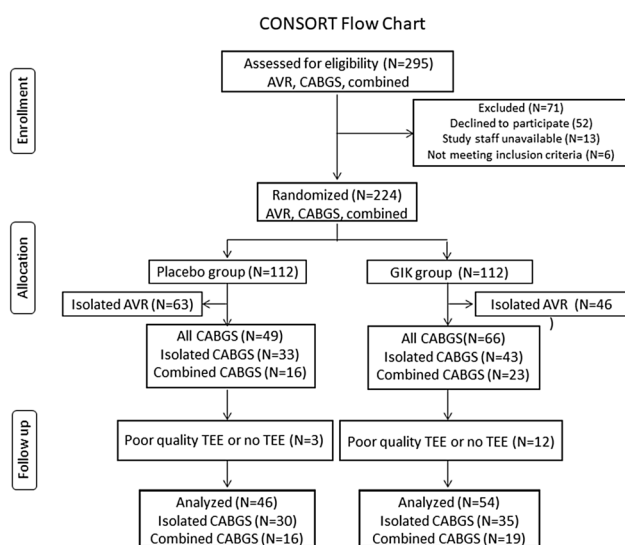 CONSORT Flow Chart
Enrollment
Assessed for eligibility (N=295)
AVR, CABGS, combined
Excluded (N=71)
Declined to participate (52)
Study staff unavailable (N=13)
Not meeting inclusion criteria (N=6)
Randomized (N=224)
AVR, CABGS, combined
Allocation
Placebo group (N=112)
GIK group (N=112)
Isolated AVR (N=63)
Isolated AVR (N=46
)
All CABGS (N=49)
Isolated CABGS (N=33)
Combined CABGS (N=16)
All CABGS(N=66)
Isolated CABGS (N=43)
Combined CABGS (N=23)
Follow up
Poor quality TEE or no TEE (N=3)
Poor quality TEE or no TEE (N=12)
Analyzed (N=46)
Isolated CABGS (N=30)
Combined CABGS (N=16)
Analyzed (N=54)
Isolated CABGS (N=35)
Combined CABGS (N=19)